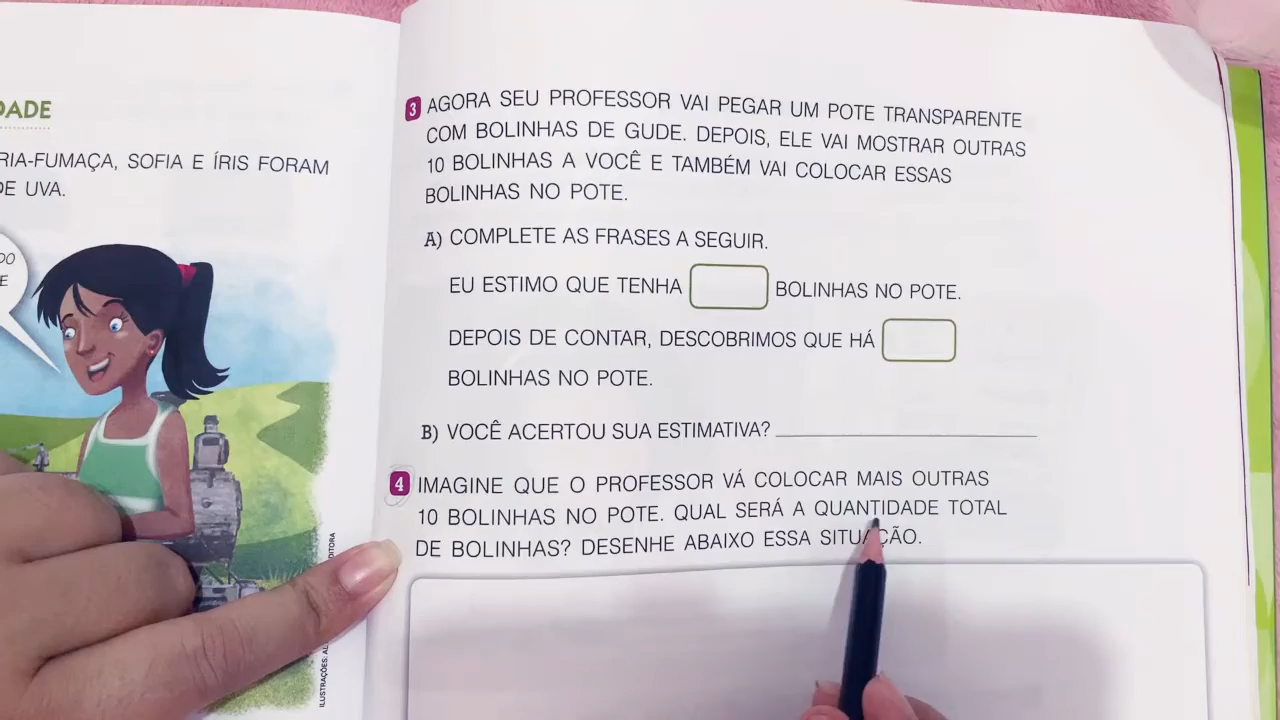 DADE
RIA-FUMAÇA, SOFIA E ÍRIS FORAM
DE UVA.
DO
E
ILUSTRAÇÕES:
DITORA
3 AGORA SEU PROFESSOR VAI PEGAR UM POTE TRANSPARENTE
COM BOLINHAS DE GUDE. DEPOIS, ELE VAI MOSTRAR OUTRAS
10 BOLINHAS A VOCÊ E TAMBÉM VAI COLOCAR ESSAS
BOLINHAS NO POTE.
A) COMPLETE AS FRASES A SEGUIR.
EU ESTIMO QUE TENHA BOLINHAS NO POTE.
DEPOIS DE CONTAR, DESCOBRIMOS QUE HÁ
BOLINHAS NO POTE.
B) VOCÊ ACERTOU SUA ESTIMATIVA?
4 IMAGINE QUE O PROFESSOR VÁ COLOCAR MAIS OUTRAS
10 BOLINHAS NO POTE. QUAL SERÁ A QUANTIDADE TOTAL
DE BOLINHAS? DESENHE ABAIXO ESSA SITUAÇÃO.